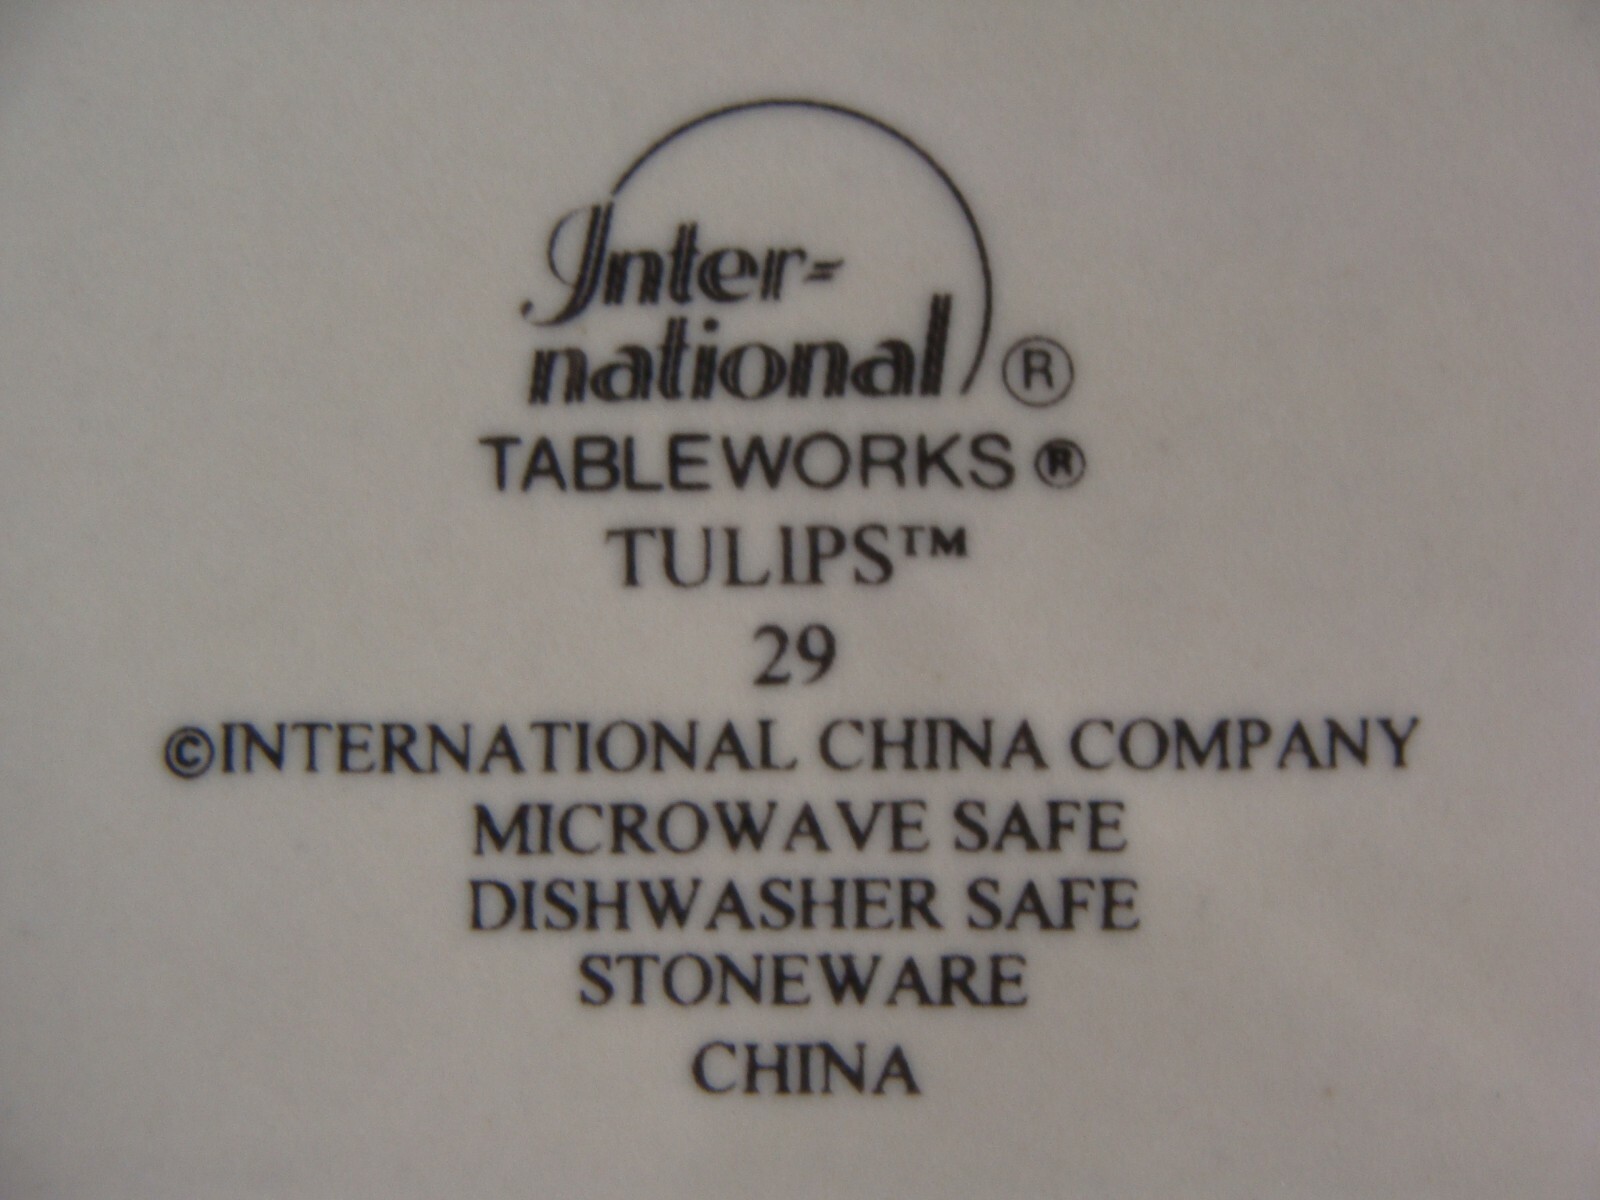 Inter-
national ®
TABLEWORKS ®
TULIPS™
29
©INTERNATIONAL CHINA COMPANY
MICROWAVE SAFE
DISHWASHER SAFE
STONEWARE
CHINA